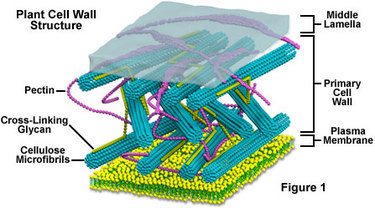 Plant Cell Wall
Structure
Middle
Lamella
Pectin
Primary
Cell
Wall
Cross-Linking
Glycan
Plasma
Membrane
Cellulose
Microfibrils
Figure 1